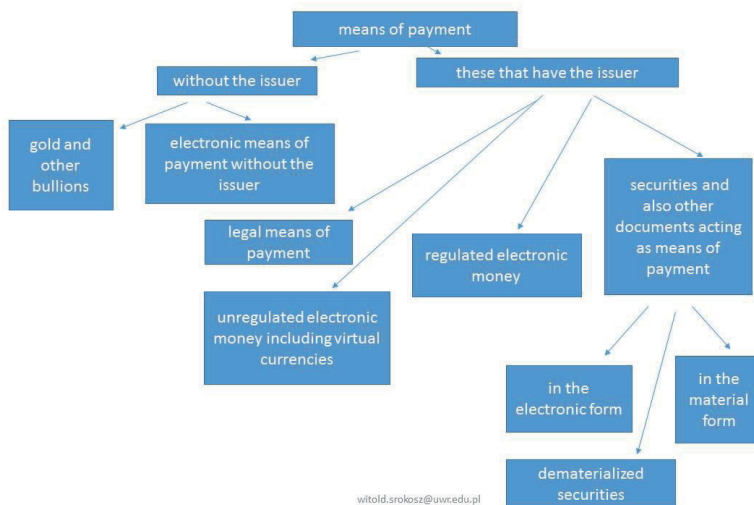 means of payment
without the issuer
these that have the issuer
gold and
other
bullions
electronic means of
payment without the
issuer
securities and
also other
documents acting
as means of
payment
legal means of
payment
regulated electronic
money
unregulated electronic
money including virtual
currencies
in the
electronic form
in the
material
form
dematerialized
securities
witold.srokosz@uwr.edu.pl